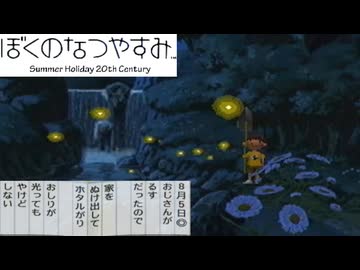 ぼくのなつやすみ™
Summer Holiday 20th Century
8月5日◎
おじさんが
るす
だったので
家を
ぬけ出して
ホタルがり
おしりが
光っても
やけど
しない